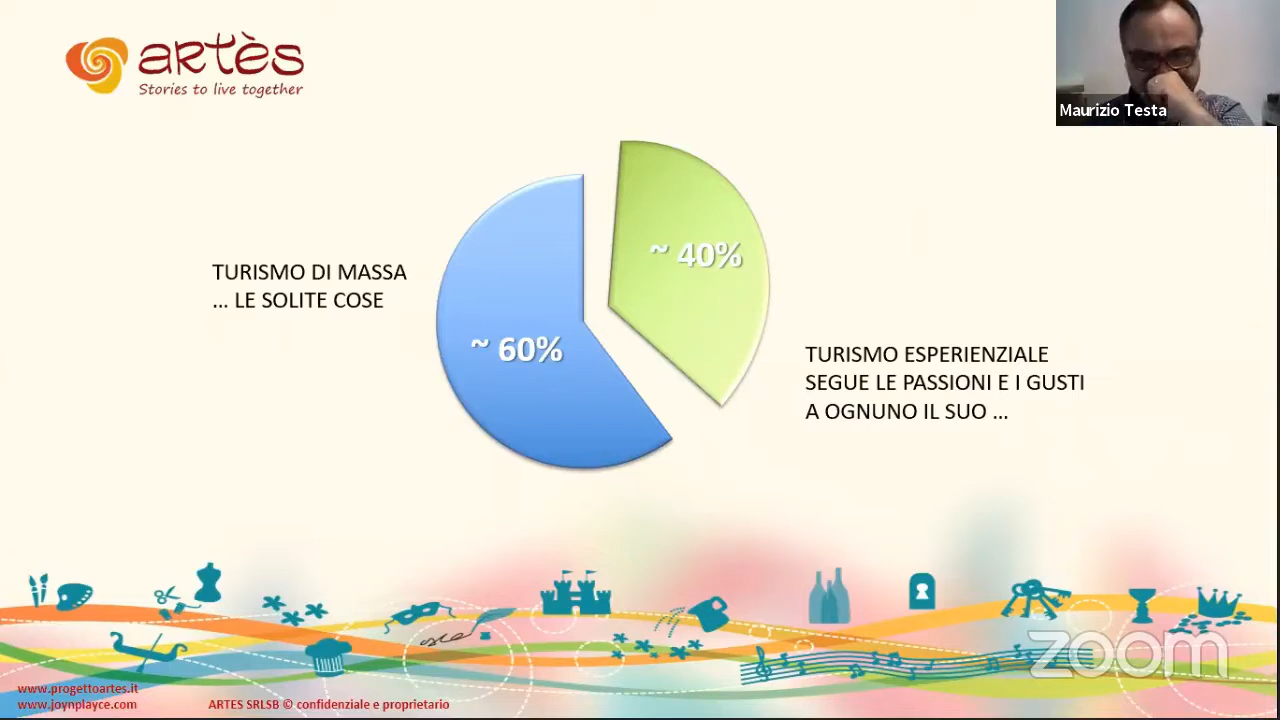 artès
Stories to live together
Maurizio Testa
~ 40%
TURISMO DI MASSA
... LE SOLITE COSE
~ 60%
TURISMO ESPERIENZIALE
SEGUE LE PASSIONI E I GUSTI
A OGNUNO IL SUO ...
zoom
www.progettoartes.it
www.joynplayce.com
ARTES SRLSB © confidenziale e proprietario